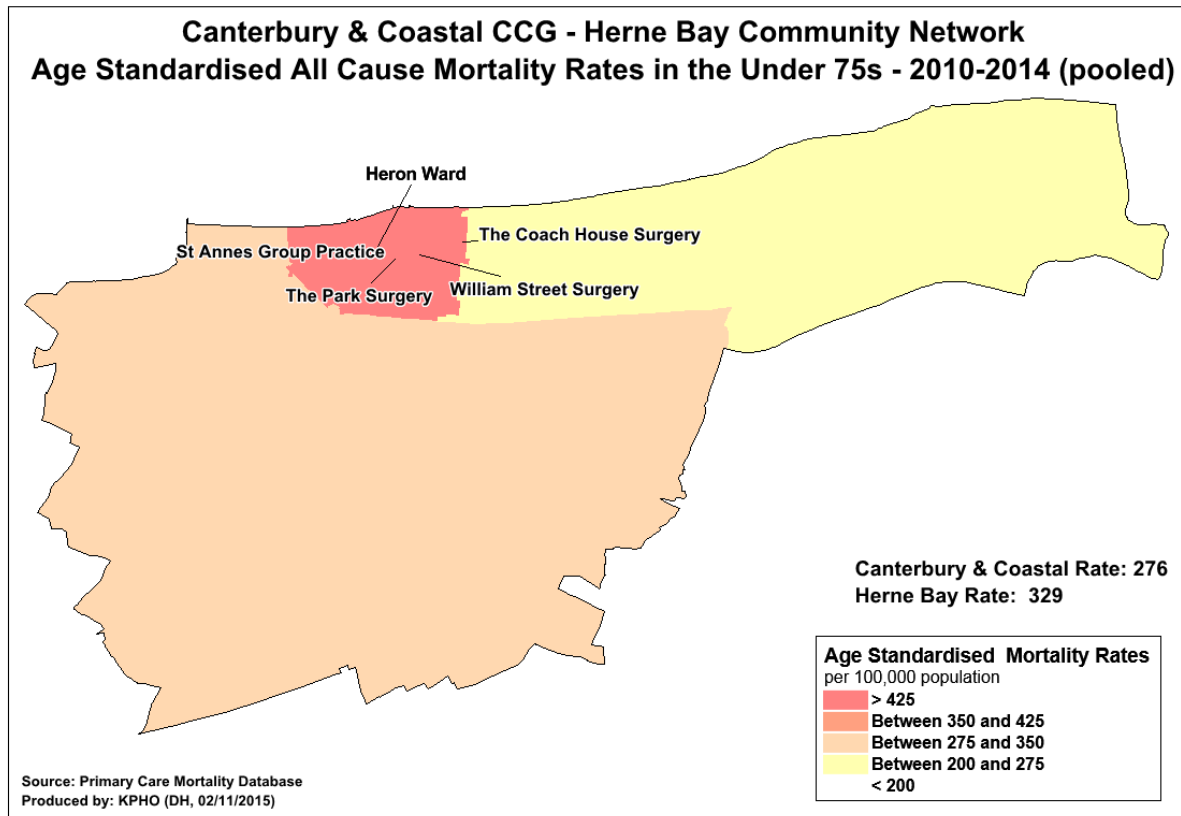 Canterbury & Coastal CCG - Herne Bay Community Network
Age Standardised All Cause Mortality Rates in the Under 75s - 2010-2014 (pooled)
Heron Ward
The Coach House Surgery
St Annes Group Practice
William Street Surgery
The Park Surgery
Canterbury & Coastal Rate: 276
Herne Bay Rate: 329
Age Standardised Mortality Rates
per 100,000 population
> 425
Between 350 and 425
Between 275 and 350
Between 200 and 275
< 200
Source: Primary Care Mortality Database
Produced by: KPHO (DH, 02/11/2015)